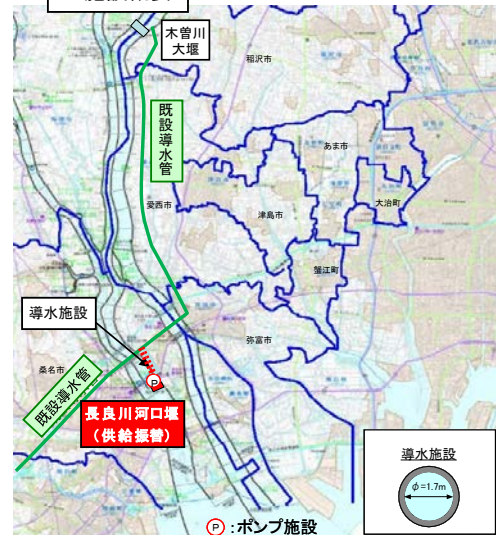 木曽川
大堰
稲沢市
既設導水管
あま市
愛西市
津島市
大治町
蟹江町
導水施設
弥富市
桑名市
既設導水管
長良川河口堰
（供給振替）
導水施設
φ=1.7m
Ｐ:ポンプ施設